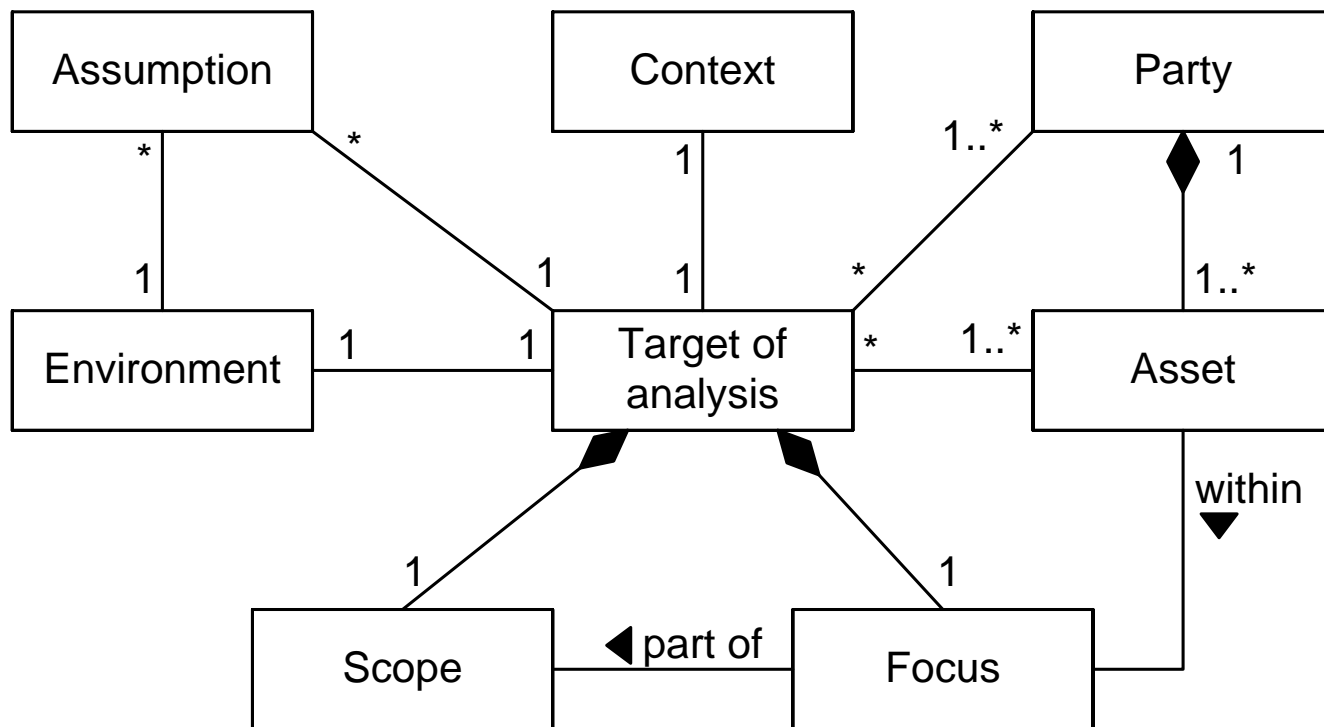 Assumption
Context
Party
*
*
1
1..*
1
1
1
1
*
1..*
Environment
1
1
Target of
analysis
*
1..*
Asset
within
1
1
Scope
part of
Focus